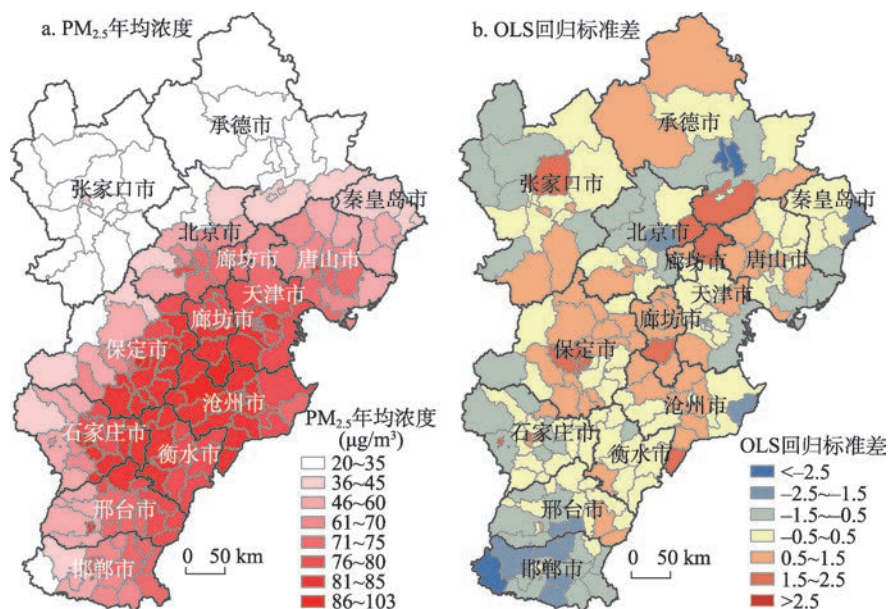 a. PM2.5年均浓度
承德市
张家口市
秦皇岛市
北京市
廊坊市
唐山市
天津市
廊坊市
保定市
沧州市
石家庄市
衡水市
邢台市
邯郸市
PM2.5年均浓度
(μg/m³)
20~35
36~45
46~60
61~70
71~75
76~80
81~85
86~103
0 50 km
b. OLS回归标准差
承德市
张家口市
秦皇岛市
北京市
廊坊市
唐山市
天津市
廊坊市
保定市
沧州市
石家庄市
衡水市
邢台市
邯郸市
OLS回归标准差
<–2.5
–2.5~–1.5
–1.5~–0.5
–0.5~0.5
0.5~1.5
1.5~2.5
>2.5
0 50 km